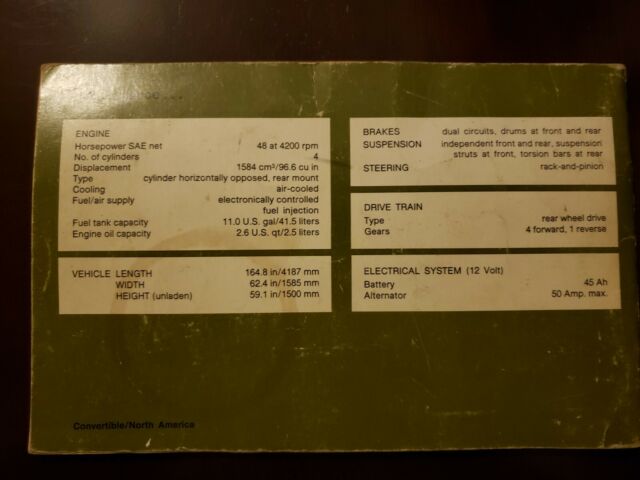 ENGINE
Horsepower SAE net 48 at 4200 rpm
No. of cylinders 4
Displacement 1584 cm³/96.6 cu in
Type cylinder horizontally opposed, rear mount
Cooling air-cooled
Fuel/air supply electronically controlled
fuel injection
Fuel tank capacity 11.0 U.S. gal/41.5 liters
Engine oil capacity 2.6 U.S. qt/2.5 liters
VEHICLE LENGTH 164.8 in/4187 mm
WIDTH 62.4 in/1585 mm
HEIGHT (unladen) 59.1 in/1500 mm
BRAKES dual circuits, drums at front and rear
SUSPENSION independent front and rear, suspension
struts at front, torsion bars at rear
STEERING rack-and-pinion
DRIVE TRAIN
Type rear wheel drive
Gears 4 forward, 1 reverse
ELECTRICAL SYSTEM (12 Volt)
Battery 45 Ah
Alternator 50 Amp. max.
Convertible/North America